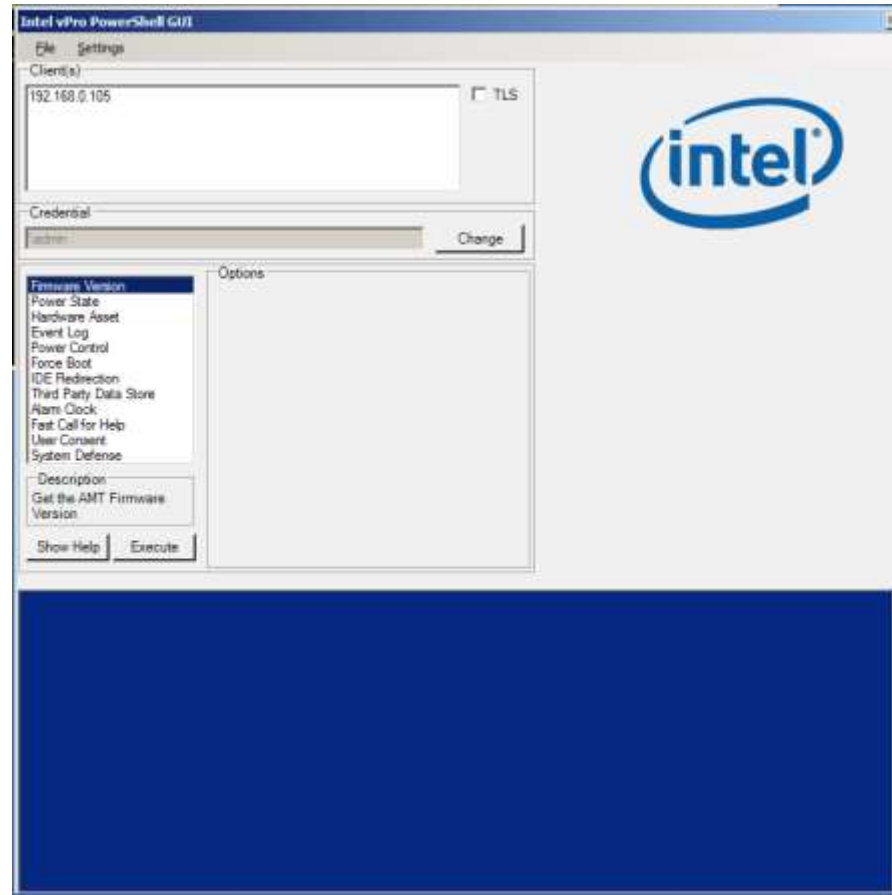 Intel vPro PowerShell GUI
File Settings
Client(s)
192.168.0.105
TLS
intel
Credential
\admin
Change
Options
Firmware Version
Power State
Hardware Asset
Event Log
Power Control
Force Boot
IDE Redirection
Third Party Data Store
Alarm Clock
Fast Call for Help
User Consent
System Defense
Description
Get the AMT Firmware
Version
Show Help
Execute